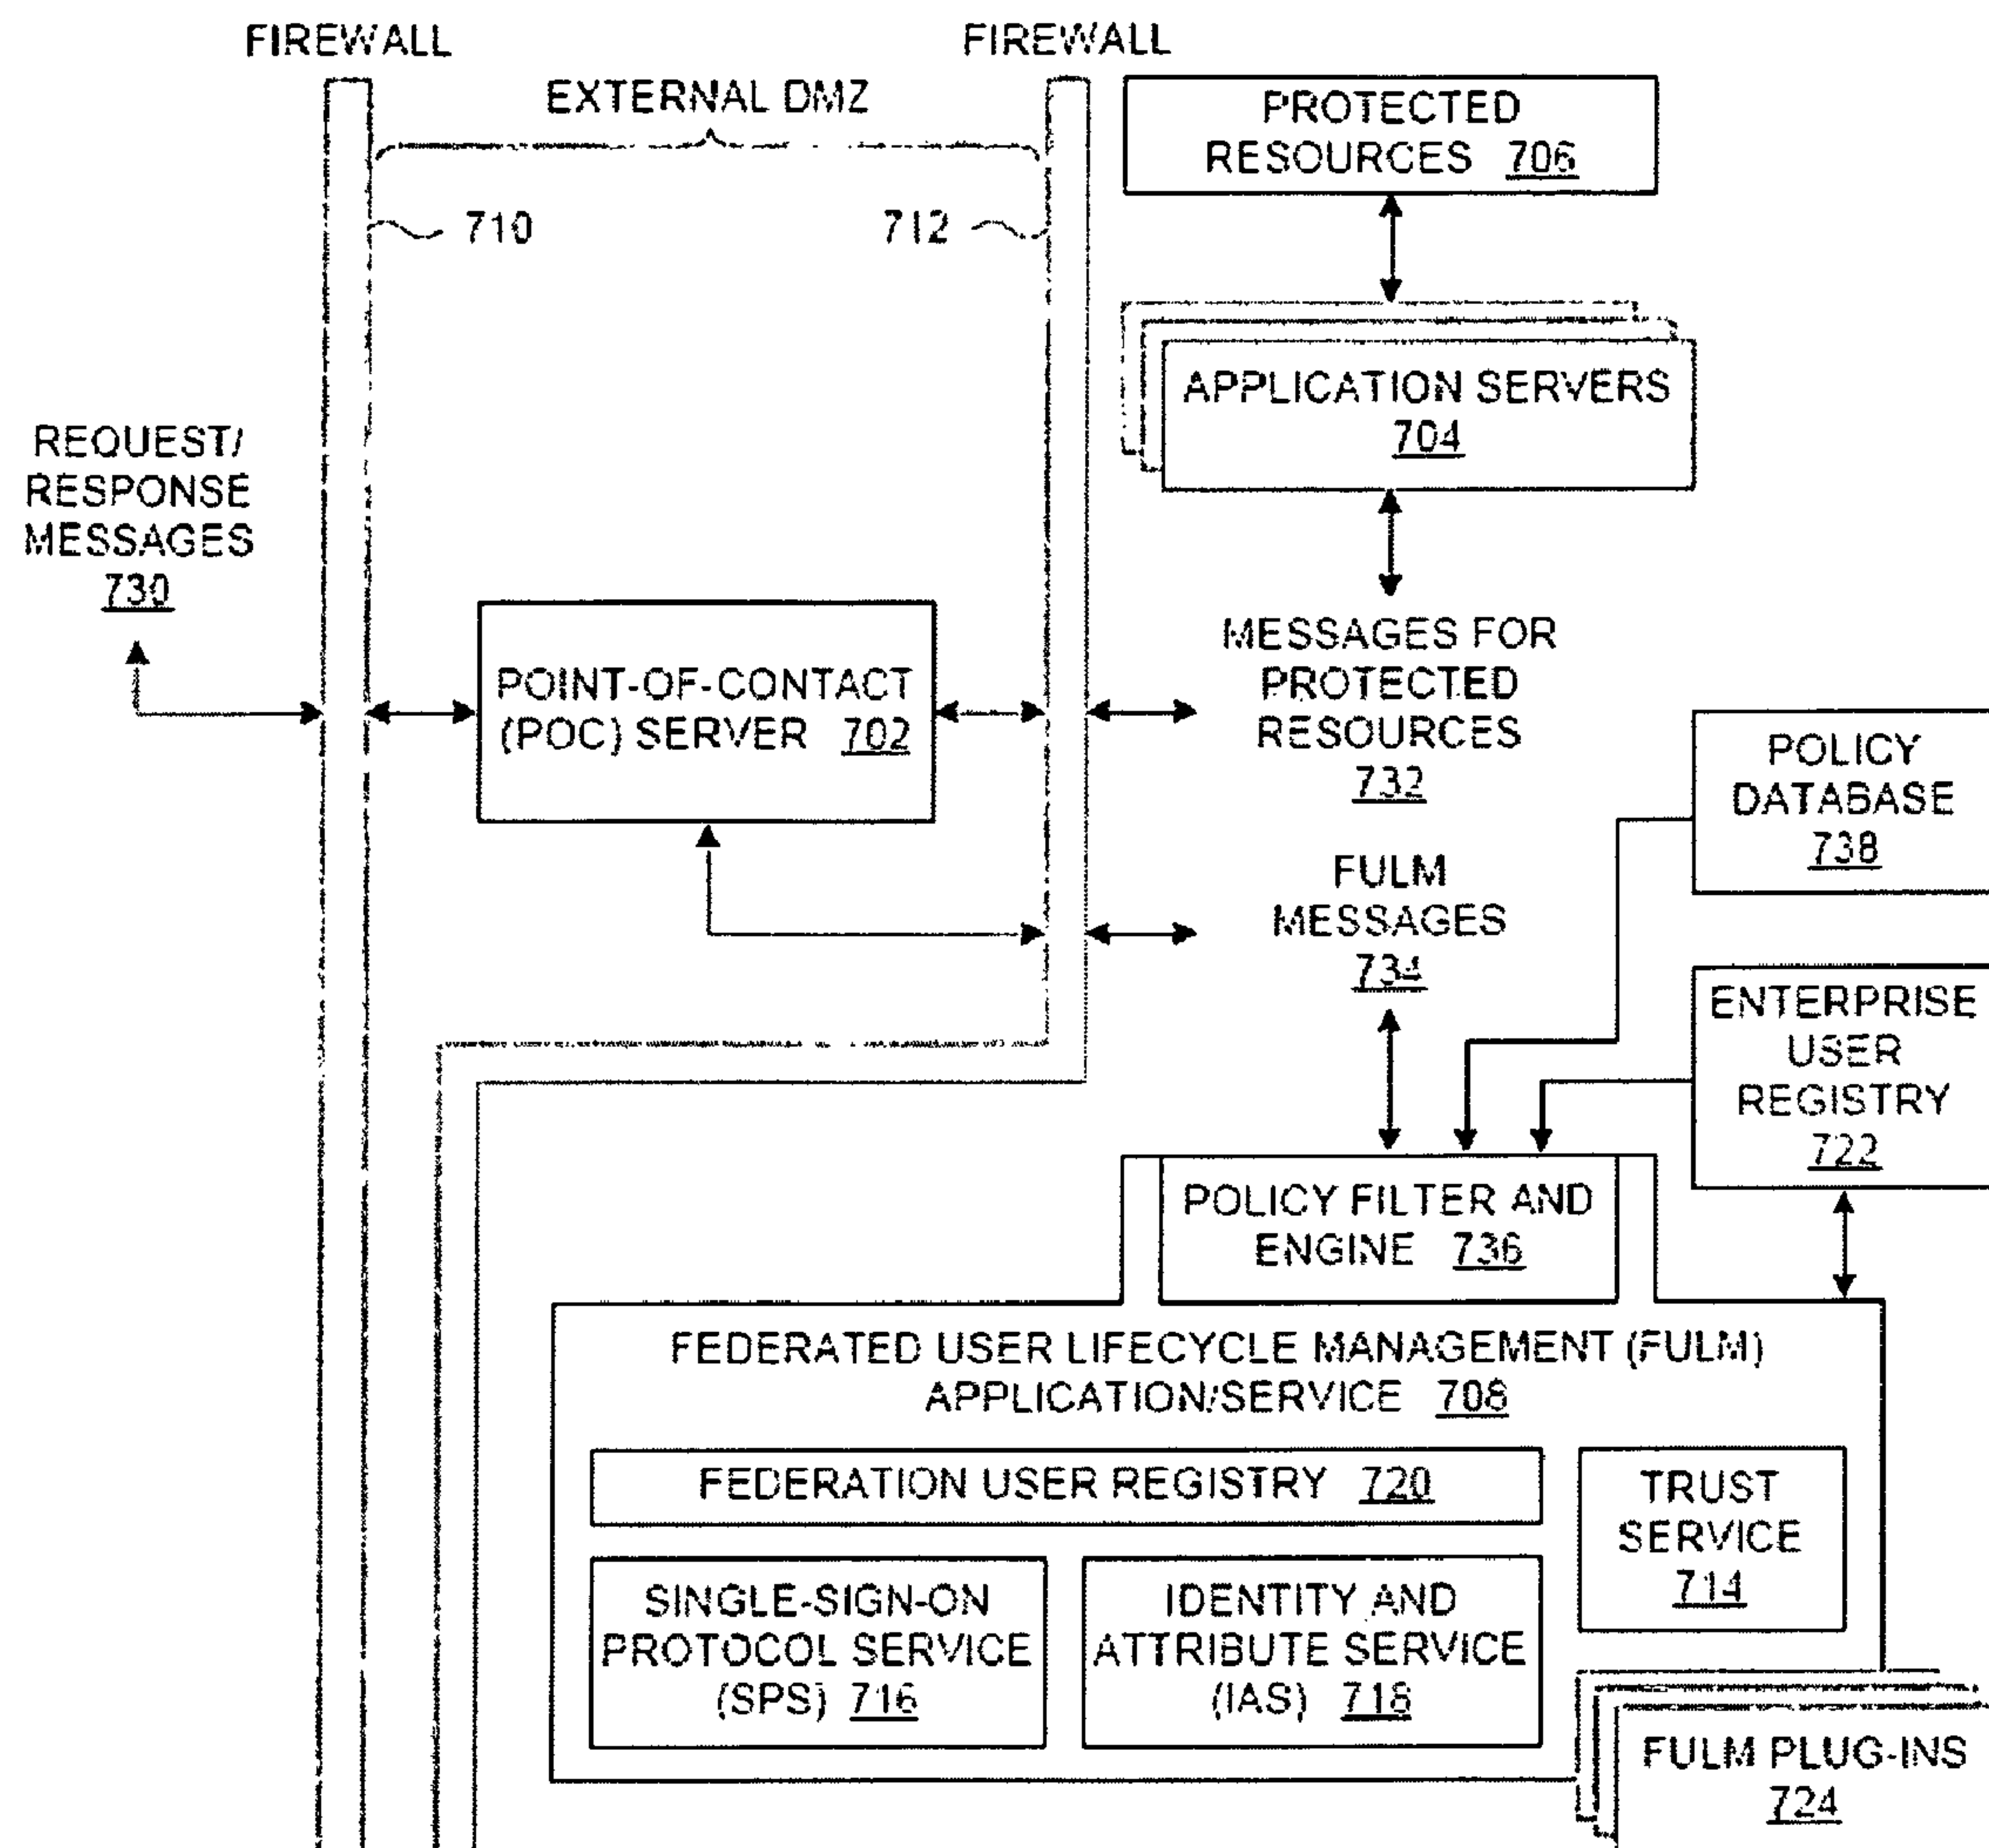 FIREWALL
FIREWALL
EXTERNAL DMZ
PROTECTED
RESOURCES 706
710
712
APPLICATION SERVERS
704
REQUEST/
RESPONSE
MESSAGES
730
POINT-OF-CONTACT
(POC) SERVER 702
MESSAGES FOR
PROTECTED
RESOURCES
732
POLICY
DATABASE
738
FULM
MESSAGES
734
ENTERPRISE
USER
REGISTRY
722
POLICY FILTER AND
ENGINE 736
FEDERATED USER LIFECYCLE MANAGEMENT (FULM)
APPLICATION/SERVICE 708
FEDERATION USER REGISTRY 720
TRUST
SERVICE
714
SINGLE-SIGN-ON
PROTOCOL SERVICE
(SPS) 716
IDENTITY AND
ATTRIBUTE SERVICE
(IAS) 718
FULM PLUG-INS
724